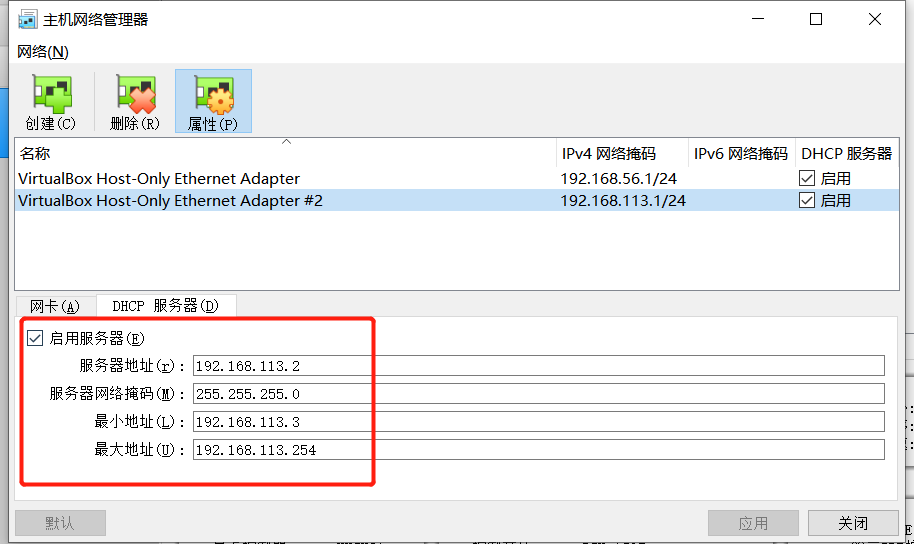 主机网络管理器
网络(N)
创建(C) 删除(R) 属性(P)
名称 IPv4 网络掩码 IPv6 网络掩码 DHCP 服务器
VirtualBox Host-Only Ethernet Adapter 192.168.56.1/24 启用
VirtualBox Host-Only Ethernet Adapter #2 192.168.113.1/24 启用
网卡(A) DHCP 服务器(D)
启用服务器(E)
服务器地址(r): 192.168.113.2
服务器网络掩码(M): 255.255.255.0
最小地址(L): 192.168.113.3
最大地址(U): 192.168.113.254
默认 应用 关闭